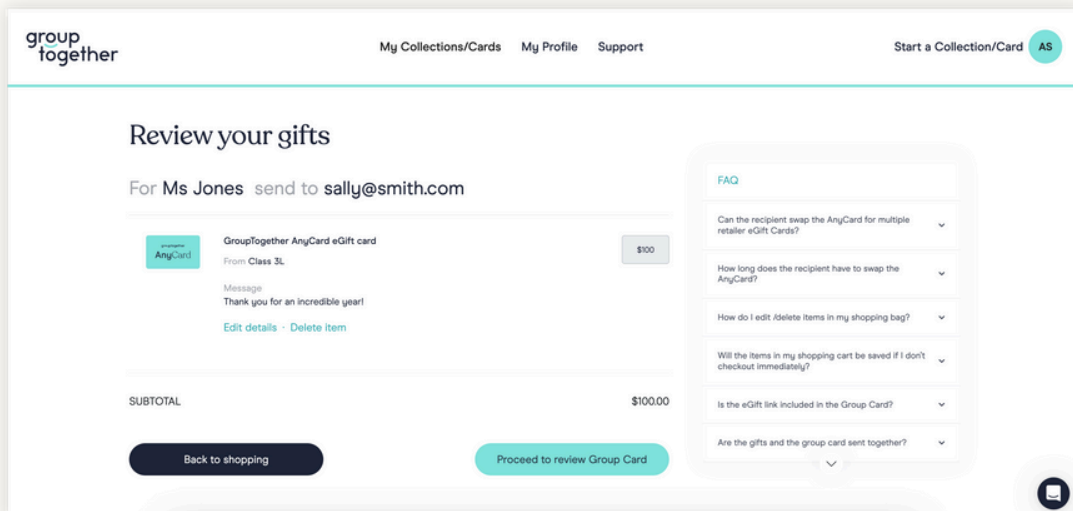 group
together
My Collections/Cards My Profile Support
Start a Collection/Card AS
Review your gifts
For Ms Jones send to sally@smith.com
grouptogether
AnyCard
GroupTogether AnyCard eGift card
$100
From Class 3L
Message
Thank you for an incredible year!
Edit details · Delete item
SUBTOTAL
$100.00
Back to shopping
Proceed to review Group Card
FAQ
Can the recipient swap the AnyCard for multiple
retailer eGift Cards?
How long does the recipient have to swap the
AnyCard?
How do I edit /delete items in my shopping bag?
Will the items in my shopping cart be saved if I don't
checkout immediately?
Is the eGift link included in the Group Card?
Are the gifts and the group card sent together?